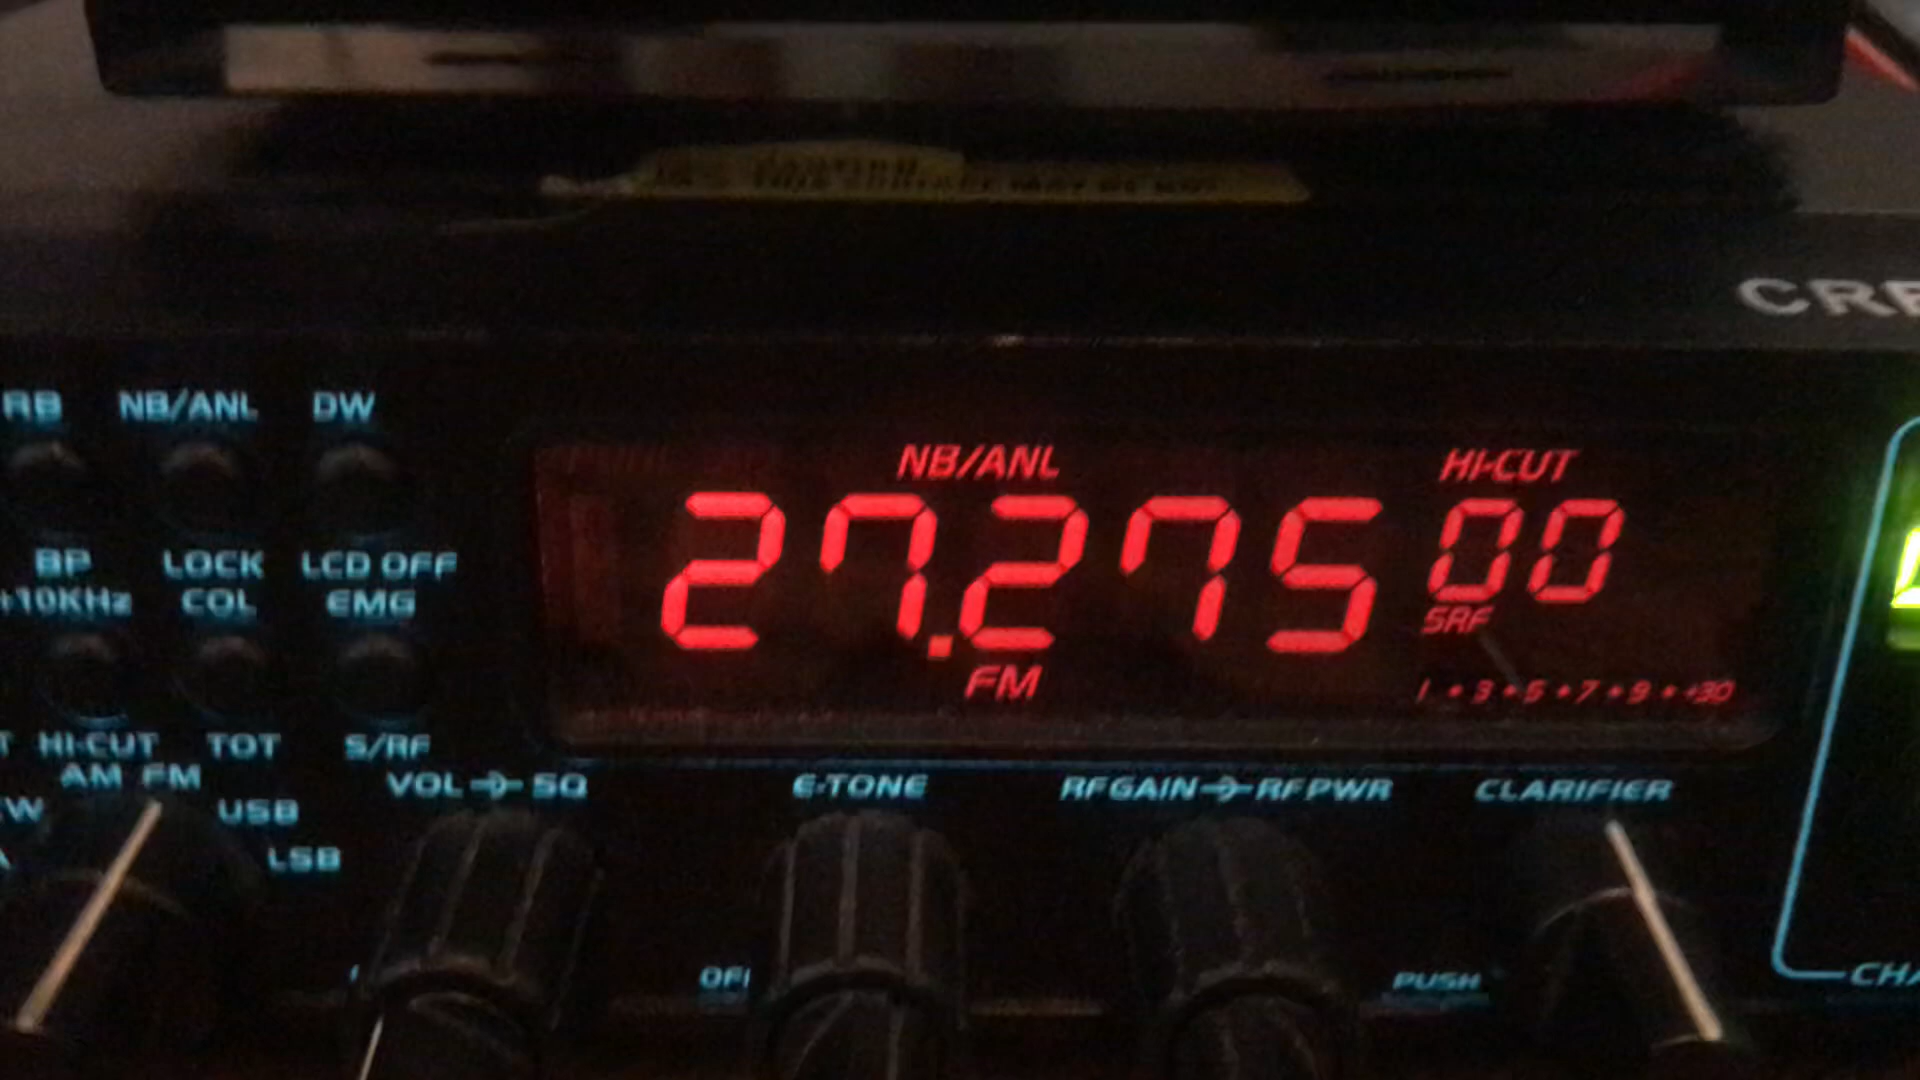 CRE
RB NB/ANL DW
NB/ANL HI-CUT
27.275 00
SRF
FM
1 • 3 • 5 • 7 • 9 • +30
BP LOCK LCD OFF
+10KHz COL EMG
HI-CUT TOT S/RF
AM FM
USB
LSB
VOL SQ E-TONE RFGAIN RFPWR CLARIFIER
PUSH